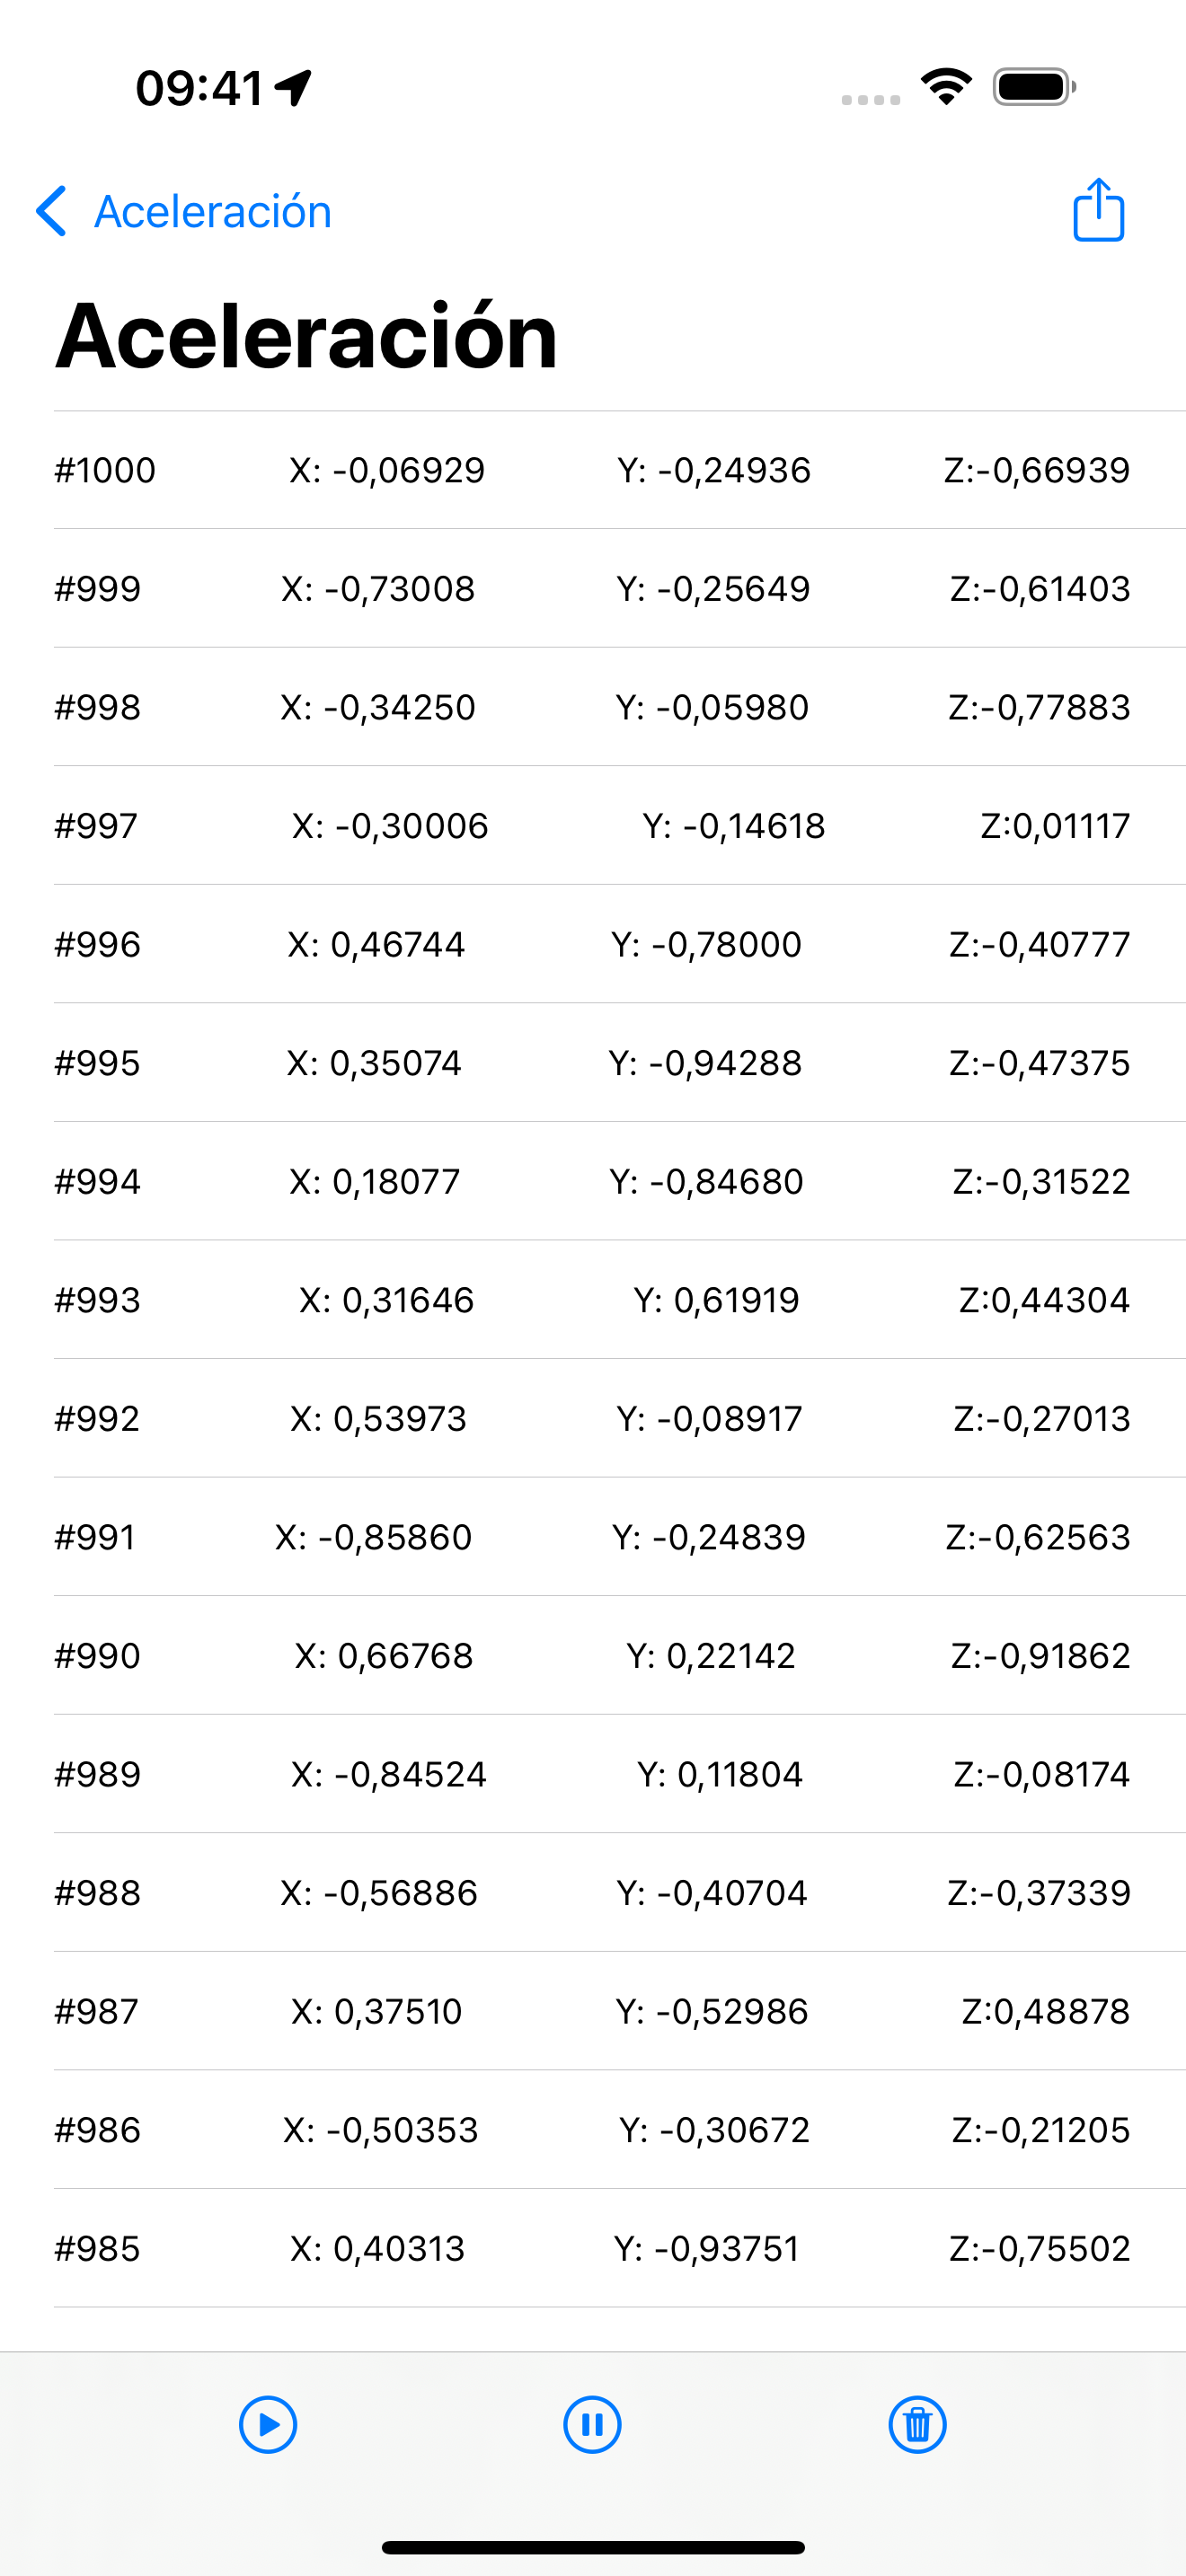 09:41
Aceleración
Aceleración
#1000 X: -0,06929 Y: -0,24936 Z:-0,66939
#999 X: -0,73008 Y: -0,25649 Z:-0,61403
#998 X: -0,34250 Y: -0,05980 Z:-0,77883
#997 X: -0,30006 Y: -0,14618 Z:0,01117
#996 X: 0,46744 Y: -0,78000 Z:-0,40777
#995 X: 0,35074 Y: -0,94288 Z:-0,47375
#994 X: 0,18077 Y: -0,84680 Z:-0,31522
#993 X: 0,31646 Y: 0,61919 Z:0,44304
#992 X: 0,53973 Y: -0,08917 Z:-0,27013
#991 X: -0,85860 Y: -0,24839 Z:-0,62563
#990 X: 0,66768 Y: 0,22142 Z:-0,91862
#989 X: -0,84524 Y: 0,11804 Z:-0,08174
#988 X: -0,56886 Y: -0,40704 Z:-0,37339
#987 X: 0,37510 Y: -0,52986 Z:0,48878
#986 X: -0,50353 Y: -0,30672 Z:-0,21205
#985 X: 0,40313 Y: -0,93751 Z:-0,75502